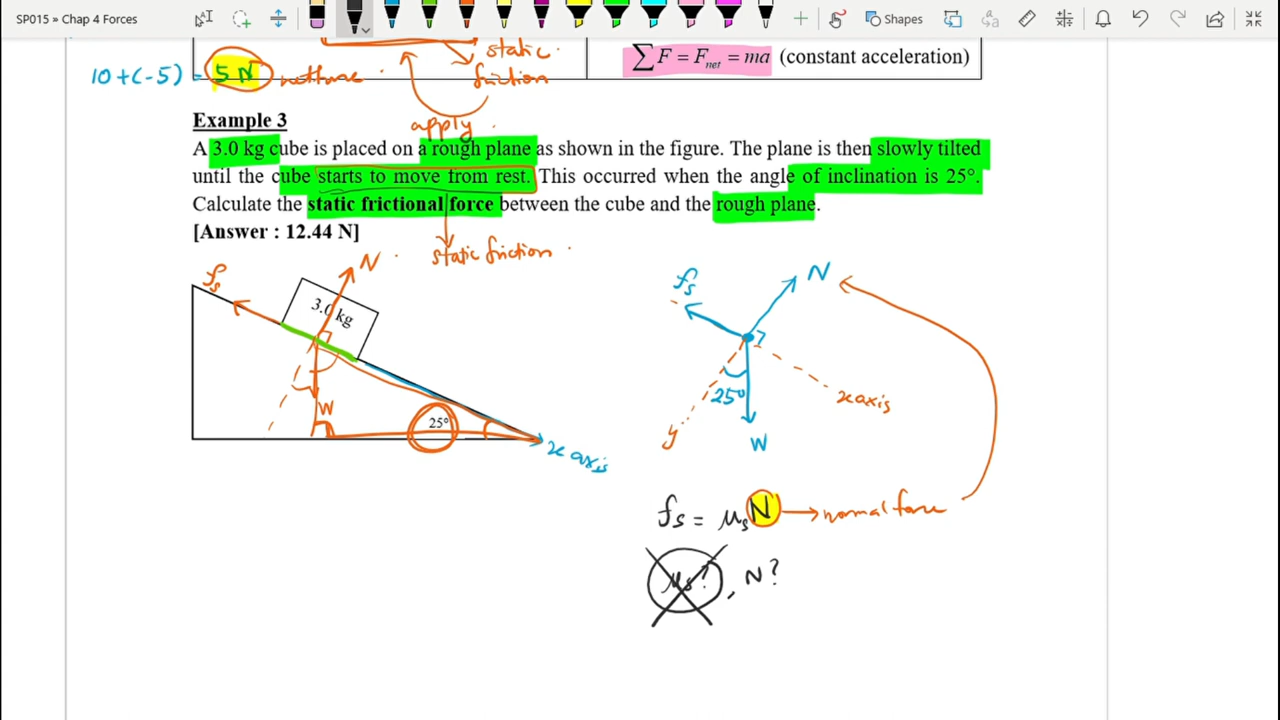 SP015 » Chap 4 Forces
Shapes
static
friction
∑F = F_net = ma (constant acceleration)
10 + (-5) = 5 N
apply
Example 3
A 3.0 kg cube is placed on a rough plane as shown in the figure. The plane is then slowly tilted
until the cube starts to move from rest. This occurred when the angle of inclination is 25°.
Calculate the static frictional force between the cube and the rough plane.
[Answer : 12.44 N]
static friction
fs
N
3.0 kg
W
25°
x axis
fs
N
25°
x axis
y
W
fs = μs N → normal force
μs? , N?